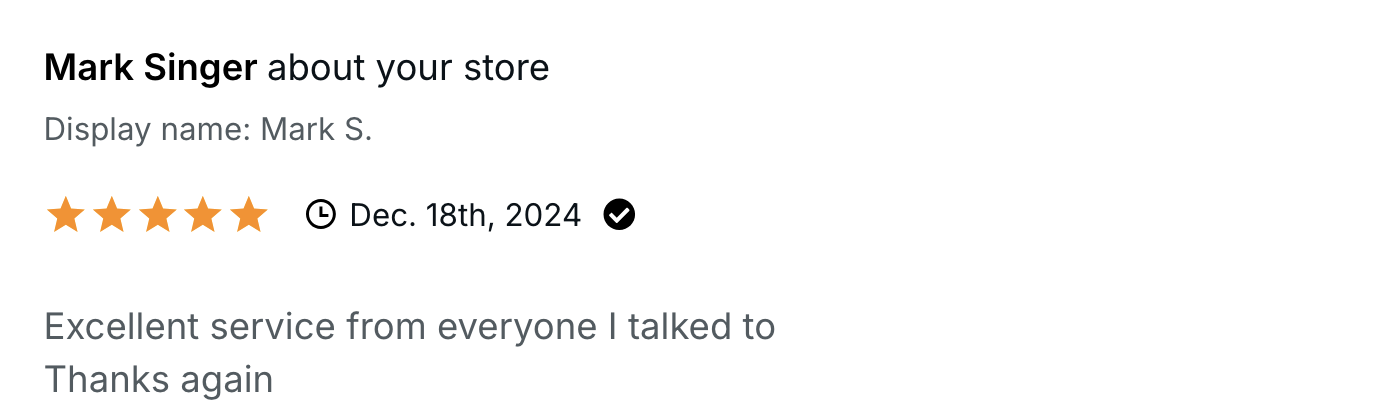 Mark Singer about your store
Display name: Mark S.
Dec. 18th, 2024
Excellent service from everyone I talked to
Thanks again